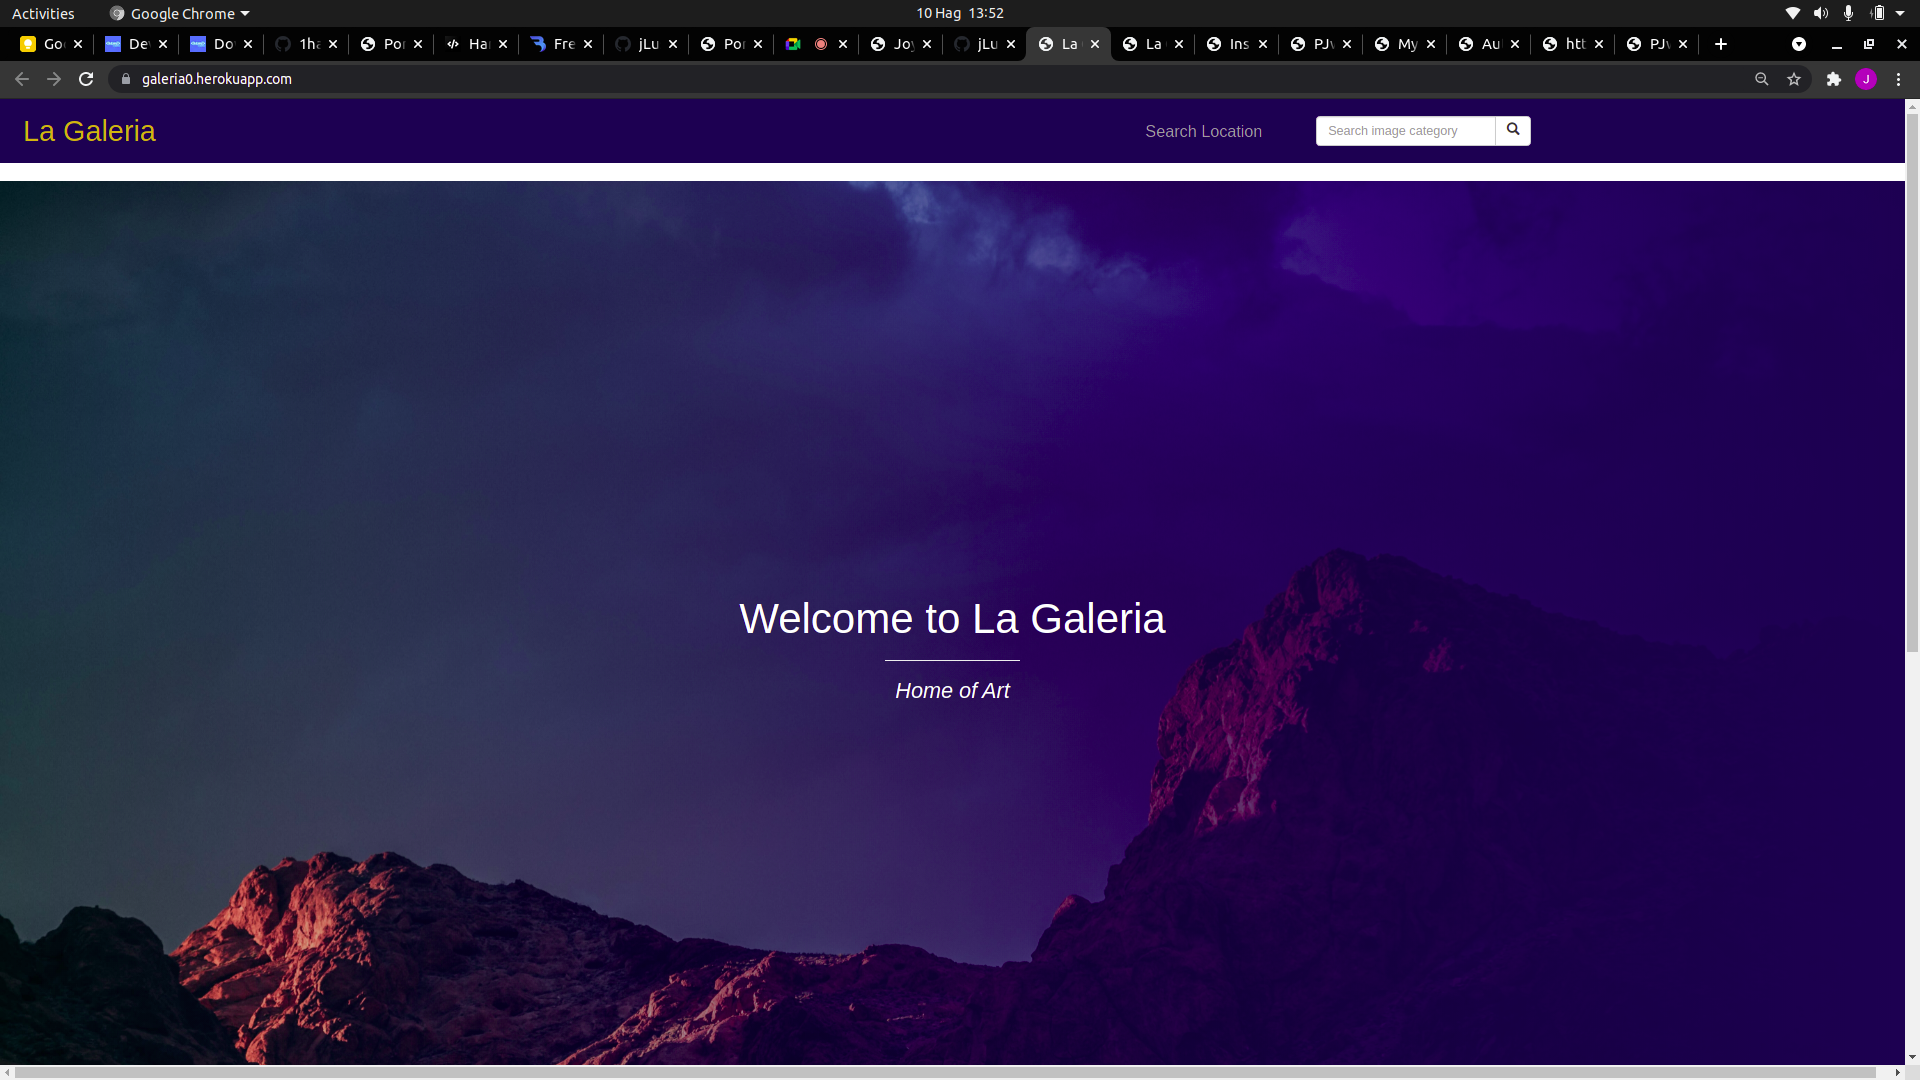 Activities Google Chrome 10 Hag 13:52
Go De Do 1ha Por Ha Fre jLu Por Joy jLu La La Ins PJv My Au htt PJv
galeria0.herokuapp.com J
La Galeria Search Location Search image category
Welcome to La Galeria
Home of Art